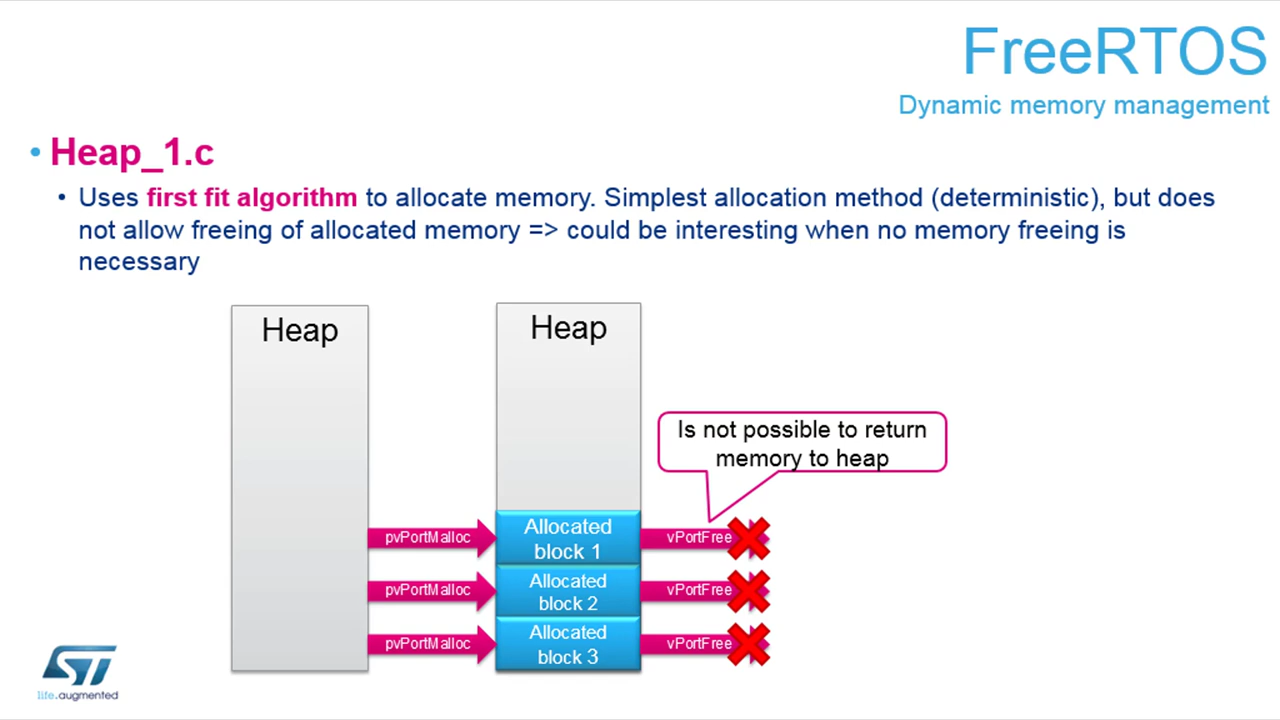 FreeRTOS
Dynamic memory management
• Heap_1.c
• Uses first fit algorithm to allocate memory. Simplest allocation method (deterministic), but does
not allow freeing of allocated memory => could be interesting when no memory freeing is
necessary
Heap
Heap
Is not possible to return
memory to heap
pvPortMalloc
Allocated
block 1
vPortFree
pvPortMalloc
Allocated
block 2
vPortFree
pvPortMalloc
Allocated
block 3
vPortFree
ST
life.augmented